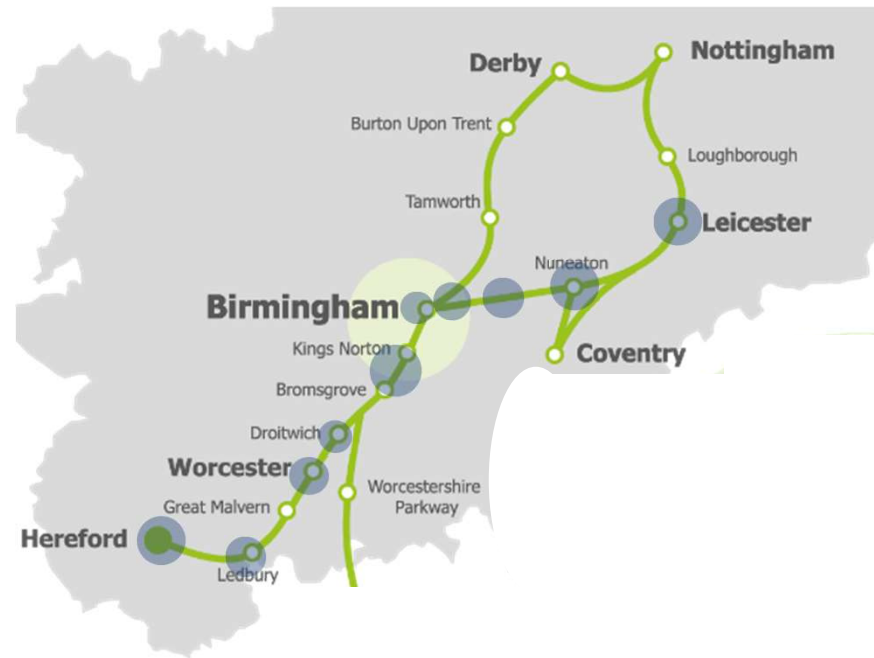 Nottingham
Derby
Burton Upon Trent
Loughborough
Tamworth
Leicester
Nuneaton
Birmingham
Kings Norton
Coventry
Bromsgrove
Droitwich
Worcester
Worcestershire
Parkway
Great Malvern
Hereford
Ledbury